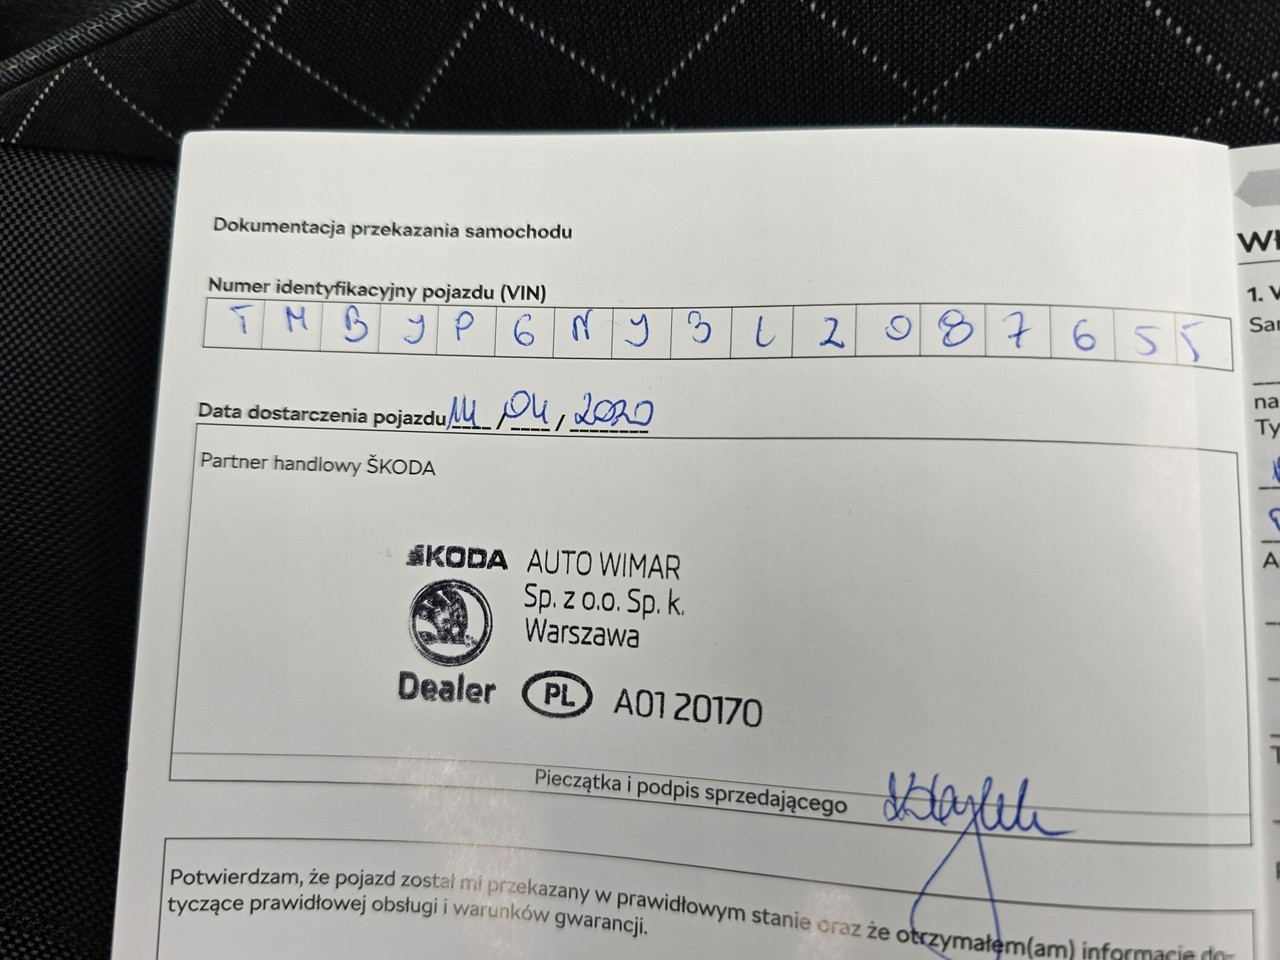 Dokumentacja przekazania samochodu
Numer identyfikacyjny pojazdu (VIN)
T M B J P 6 N J 3 L 2 0 8 7 6 5 5
Data dostarczenia pojazdu 14 / 04 / 2020
Partner handlowy ŠKODA
ŠKODA AUTO WIMAR
Sp. z o.o. Sp. k.
Warszawa
Dealer PL A01 20170
Pieczątka i podpis sprzedającego
Potwierdzam, że pojazd został mi przekazany w prawidłowym stanie oraz że otrzymałem(am) informacje do-
tyczące prawidłowej obsługi i warunków gwarancji.
1.
na
Ty
A